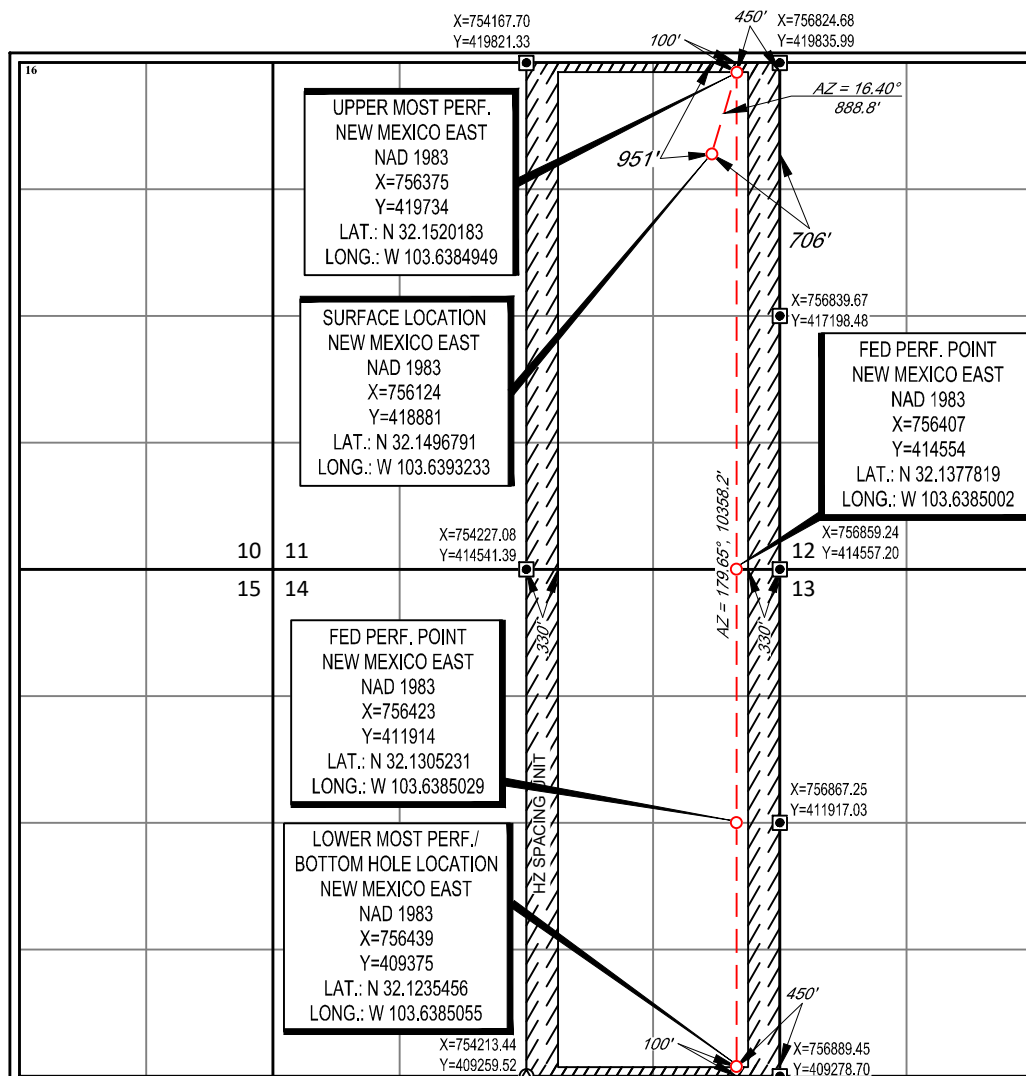 X=754167.70
Y=419821.33
100'
450'
X=756824.68
Y=419835.99
16
AZ = 16.40°
888.8'
UPPER MOST PERF.
NEW MEXICO EAST
NAD 1983
X=756375
Y=419734
LAT.: N 32.1520183
LONG.: W 103.6384949
951'
706'
SURFACE LOCATION
NEW MEXICO EAST
NAD 1983
X=756124
Y=418881
LAT.: N 32.1496791
LONG.: W 103.6393233
X=756839.67
Y=417198.48
FED PERF. POINT
NEW MEXICO EAST
NAD 1983
X=756407
Y=414554
LAT.: N 32.1377819
LONG.: W 103.6385002
AZ = 179.65°, 10358.2'
X=754227.08
Y=414541.39
X=756859.24
Y=414557.20
10
11
12
15
14
13
330'
330'
FED PERF. POINT
NEW MEXICO EAST
NAD 1983
X=756423
Y=411914
LAT.: N 32.1305231
LONG.: W 103.6385029
HZ SPACING UNIT
X=756867.25
Y=411917.03
LOWER MOST PERF./
BOTTOM HOLE LOCATION
NEW MEXICO EAST
NAD 1983
X=756439
Y=409375
LAT.: N 32.1235456
LONG.: W 103.6385055
450'
100'
X=754213.44
Y=409259.52
X=756889.45
Y=409278.70